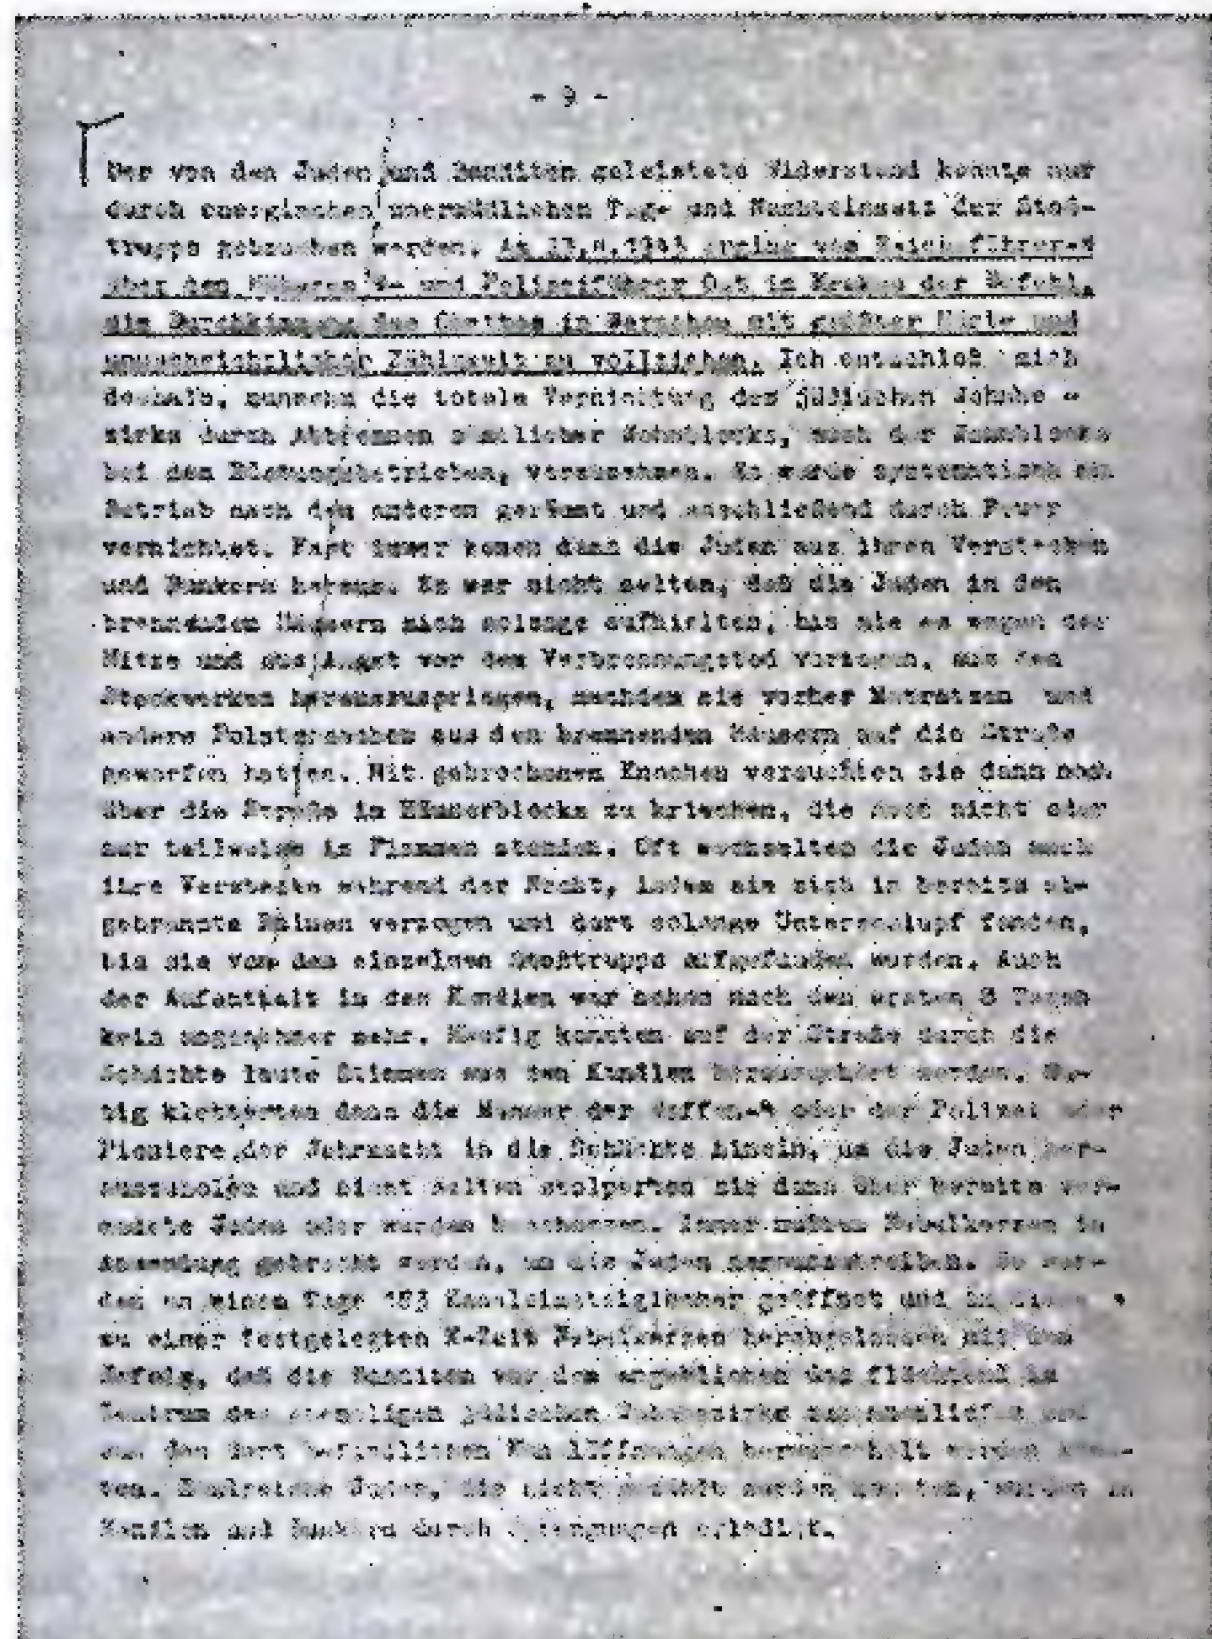 - 9 -
Der von den Juden und Banditen geleistete Widerstand konnte nur
durch energischen unermüdlichen Tag- und Nachteinsatz der Stoß-
trupps gebrochen werden. Am 23.4.1943 erging vom Reichsführer-SS
über den Höheren SS- und Polizeiführer Ost in Krakau der Befehl,
die Durchkämmung des Ghettos in Warschau mit größter Härte und
unnachsichtlicher Zähigkeit zu vollziehen. Ich entschloß mich
deshalb, nunmehr die totale Vernichtung des jüdischen Wohnbe -
zirks durch Abbrennen sämtlicher Wohnblocks, auch der Wohnblocks
bei den Rüstungsbetrieben, vorzunehmen. Es wurde systematisch ein
Betrieb nach dem anderen geräumt und anschließend durch Feuer
vernichtet. Fast immer kamen dann die Juden aus ihren Verstecken
und Bunkern heraus. Es war nicht selten, daß die Juden in den
brennenden Häusern sich solange aufhielten, bis sie es wegen der
Hitze und aus Angst vor dem Verbrennungstod vorzogen, aus den
Stockwerken herauszuspringen, nachdem sie vorher Matratzen und
andere Polstersachen aus den brennenden Häusern auf die Straße
geworfen hatten. Mit gebrochenen Knochen versuchten sie dann noch
über die Straße in Häuserblocks zu kriechen, die noch nicht oder
nur teilweise in Flammen standen. Oft wechselten die Juden auch
ihre Verstecke während der Nacht, indem sie sich in bereits ab-
gebrannte Ruinen verzogen und dort solange Unterschlupf fanden,
bis sie von den einzelnen Stoßtrupps aufgefunden wurden. Auch
der Aufenthalt in den Kanälen war schon nach den ersten 8 Tagen
kein angenehmer mehr. Häufig konnten auf der Straße durch die
Schächte laute Stimmen aus den Kanälen herausgehört werden. Mu-
tig kletterten dann die Männer der Waffen-SS oder der Polizei oder
Pioniere der Wehrmacht in die Schächte hinein, um die Juden her-
auszuholen und nicht selten stolperten sie dann über bereits ver-
endete Juden oder wurden beschossen. Immer mußten Nebelkerzen in
Anwendung gebracht werden, um die Juden herauszutreiben. So wur-
den an einem Tage 183 Kanaleinsteiglöcher geöffnet und in diese
zu einer festgelegten X-Zeit Nebelkerzen herabgelassen mit dem
Erfolg, daß die Banditen vor dem angeblichen Gas flüchtend im
Zentrum des ehemaligen jüdischen Wohnbezirks zusammenliefen und
aus den dort befindlichen Kanalöffnungen herausgeholt werden konn-
ten. Zahlreiche Juden, die nicht gezählt werden konnten, wurden in
Kanälen und Bunkern durch Sprengungen erledigt.